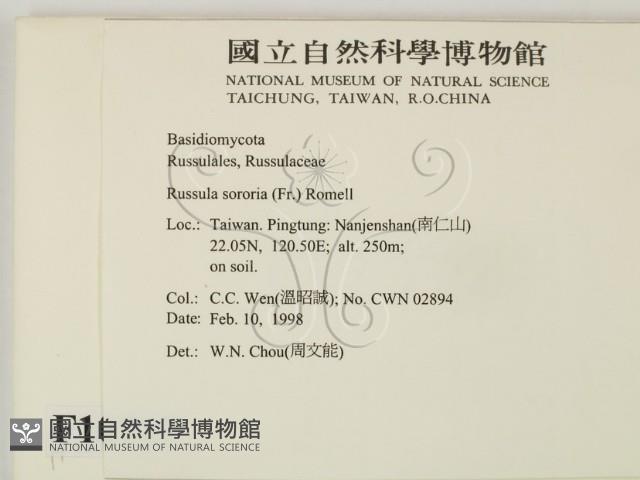 國立自然科學博物館
NATIONAL MUSEUM OF NATURAL SCIENCE
TAICHUNG, TAIWAN, R.O.CHINA
Basidiomycota
Russulales, Russulaceae
Russula sororia (Fr.) Romell
Loc.: Taiwan. Pingtung: Nanjenshan(南仁山)
22.05N, 120.50E; alt. 250m;
on soil.
Col.: C.C. Wen(溫昭誠); No. CWN 02894
Date: Feb. 10, 1998
Det.: W.N. Chou(周文能)
F1
國立自然科學博物館
NATIONAL MUSEUM OF NATURAL SCIENCE